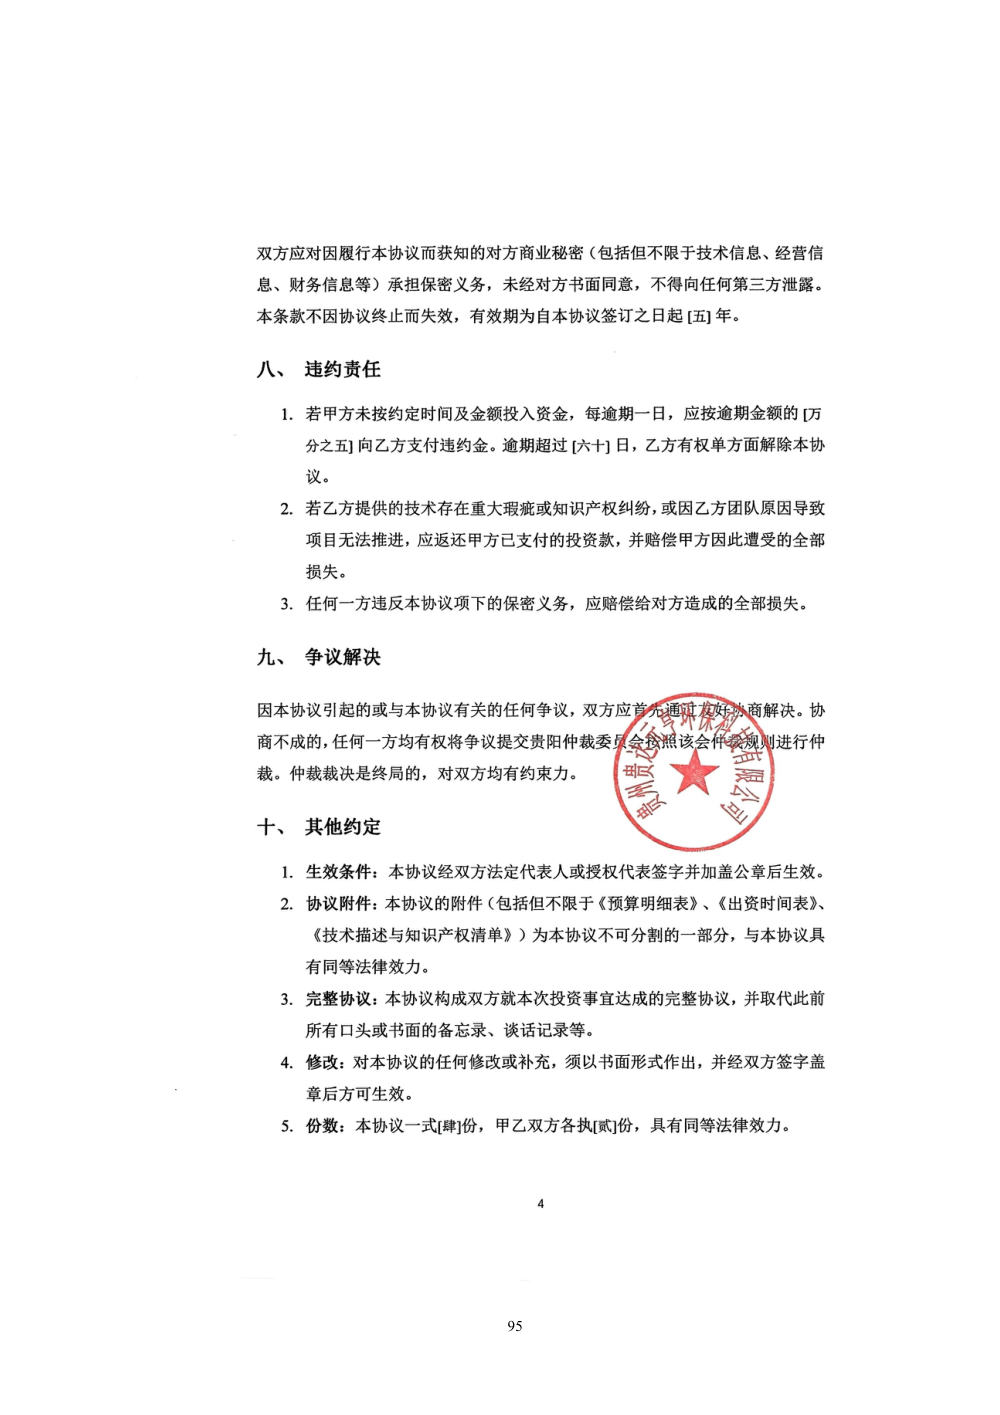 双方应对因履行本协议而获知的对方商业秘密（包括但不限于技术信息、经营信
息、财务信息等）承担保密义务，未经对方书面同意，不得向任何第三方泄露。
本条款不因协议终止而失效，有效期为自本协议签订之日起 [五] 年。
八、 违约责任
1. 若甲方未按约定时间及金额投入资金，每逾期一日，应按逾期金额的 [万
分之五] 向乙方支付违约金。逾期超过 [六十] 日，乙方有权单方面解除本协
议。
2. 若乙方提供的技术存在重大瑕疵或知识产权纠纷，或因乙方团队原因导致
项目无法推进，应返还甲方已支付的投资款，并赔偿甲方因此遭受的全部
损失。
3. 任何一方违反本协议项下的保密义务，应赔偿给对方造成的全部损失。
九、 争议解决
因本协议引起的或与本协议有关的任何争议，双方应首先通过友好协商解决。协
商不成的，任何一方均有权将争议提交贵阳仲裁委员会按照该会仲裁规则进行仲
裁。仲裁裁决是终局的，对双方均有约束力。
贵州贵达元亨环保科技有限公司
十、 其他约定
1. 生效条件：本协议经双方法定代表人或授权代表签字并加盖公章后生效。
2. 协议附件：本协议的附件（包括但不限于《预算明细表》、《出资时间表》、
《技术描述与知识产权清单》）为本协议不可分割的一部分，与本协议具
有同等法律效力。
3. 完整协议：本协议构成双方就本次投资事宜达成的完整协议，并取代此前
所有口头或书面的备忘录、谈话记录等。
4. 修改：对本协议的任何修改或补充，须以书面形式作出，并经双方签字盖
章后方可生效。
5. 份数：本协议一式[肆]份，甲乙双方各执[贰]份，具有同等法律效力。
4
95